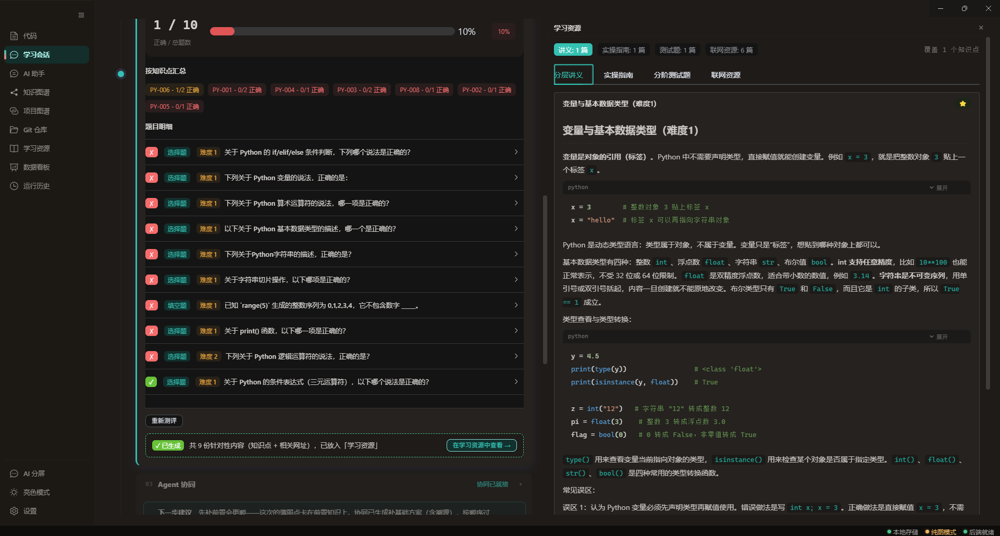 代码
学习会话
AI 助手
知识图谱
项目图谱
Git 仓库
学习资源
数据看板
运行历史
AI 分屏
亮色模式
设置
1 / 10
正确 / 总题数
10%
10%
按知识点汇总
PY-006 - 1/2 正确
PY-001 - 0/2 正确
PY-004 - 0/1 正确
PY-003 - 0/2 正确
PY-008 - 0/1 正确
PY-002 - 0/1 正确
PY-005 - 0/1 正确
题目明细
✗ 选择题 难度 1 关于 Python 的 if/elif/else 条件判断，下列哪个说法是正确的？
✗ 选择题 难度 1 下列关于 Python 变量的说法，正确的是：
✗ 选择题 难度 1 下列关于 Python 算术运算符的说法，哪一项是正确的？
✗ 选择题 难度 1 以下关于 Python 基本数据类型的描述，哪一个是正确的？
✗ 选择题 难度 1 下列关于Python字符串的描述，正确的是？
✗ 选择题 难度 1 关于字符串切片操作，以下哪项是正确的？
✗ 填空题 难度 1 已知 `range(5)` 生成的整数序列为 0,1,2,3,4，它不包含数字 ____。
✗ 选择题 难度 1 关于 print() 函数，以下哪一项是正确的？
✗ 选择题 难度 2 下列关于 Python 逻辑运算符的说法，正确的是？
✓ 选择题 难度 1 关于 Python 的条件表达式（三元运算符），以下哪个说法是正确的？
重新测评
✓ 已生成 共 9 份针对性内容（知识点 + 相关网址），已放入「学习资源」
在学习资源中查看 →
03 Agent 协同
协同已就绪
下一步建议 先补前置会更顺——这次的薄弱点卡在前置知识上。协同已生成补基础方案（含溯源），按顺序过
学习资源
讲义: 1 篇
实操指南: 1 篇
测试题: 1 篇
联网资源: 6 篇
覆盖 1 个知识点
分层讲义
实操指南
分阶测试题
联网资源
变量与基本数据类型（难度1）
变量与基本数据类型（难度1）
变量是对象的引用（标签）。Python 中不需要声明类型，直接赋值就能创建变量。例如 x = 3 ，就是把整数对象 3 贴上一
个标签 x 。
python
展开
x = 3 # 整数对象 3 贴上标签 x
x = "hello" # 标签 x 可以再指向字符串对象
Python 是动态类型语言：类型属于对象，不属于变量。变量只是“标签”，想贴到哪种对象上都可以。
基本数据类型有四种：整数 int 、浮点数 float 、字符串 str 、布尔值 bool 。int 支持任意精度，比如 10**100 也能
正常表示，不受 32 位或 64 位限制。 float 是双精度浮点数，适合带小数的数值，例如 3.14 。字符串是不可变序列，用单
引号或双引号括起，内容一旦创建就不能原地改变。布尔类型只有 True 和 False ，而且它是 int 的子类，所以 True
== 1 成立。
类型查看与类型转换：
python
展开
y = 4.5
print(type(y)) # <class 'float'>
print(isinstance(y, float)) # True
z = int("12") # 字符串 "12" 转成整数 12
pi = float(3) # 整数 3 转成浮点数 3.0
flag = bool(0) # 0 转成 False，非零值转成 True
type() 用来查看变量当前指向对象的类型， isinstance() 用来检查某个对象是否属于指定类型。 int() 、 float() 、
str() 、 bool() 是四种常用的类型转换函数。
常见误区：
误区 1：认为 Python 变量必须先声明类型再赋值使用。错误做法是写 int x; x = 3 。正确做法是直接赋值 x = 3 ，不需
本地存储
纯图模式
后端就绪